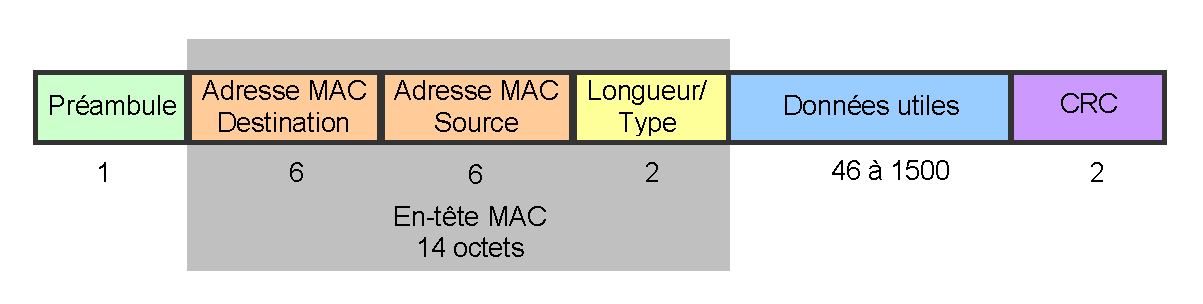 Préambule
Adresse MAC
Destination
Adresse MAC
Source
Longueur/
Type
Données utiles
CRC
1
6
6
2
46 à 1500
2
En-tête MAC
14 octets